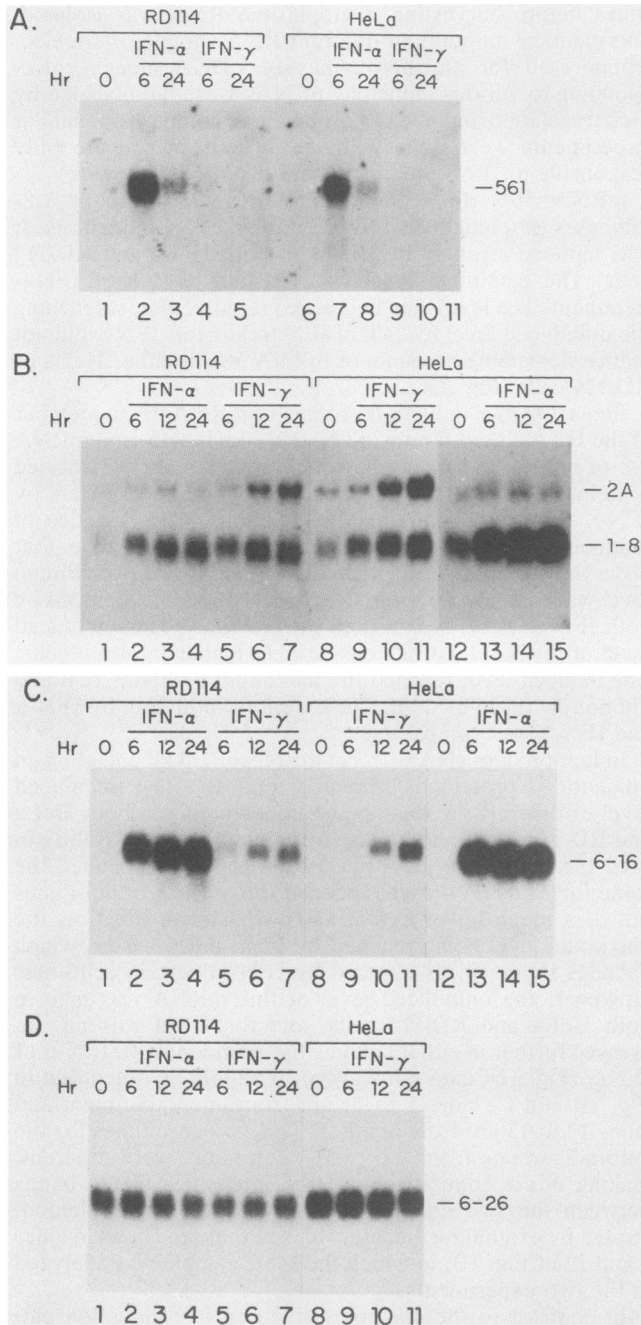 A.
RD114 HeLa
IFN-α IFN-γ IFN-α IFN-γ
Hr 0 6 24 6 24 0 6 24 6 24
561
1 2 3 4 5 6 7 8 9 10 11
B.
RD114 HeLa
IFN-α IFN-γ IFN-γ IFN-α
Hr 0 6 12 24 6 12 24 0 6 12 24 0 6 12 24
2A
1-8
1 2 3 4 5 6 7 8 9 10 11 12 13 14 15
C.
RD114 HeLa
IFN-α IFN-γ IFN-γ IFN-α
Hr 0 6 12 24 6 12 24 0 6 12 24 0 6 12 24
6-16
1 2 3 4 5 6 7 8 9 10 11 12 13 14 15
D.
RD114 HeLa
IFN-α IFN-γ IFN-γ
Hr 0 6 12 24 6 12 24 0 6 12 24
6-26
1 2 3 4 5 6 7 8 9 10 11